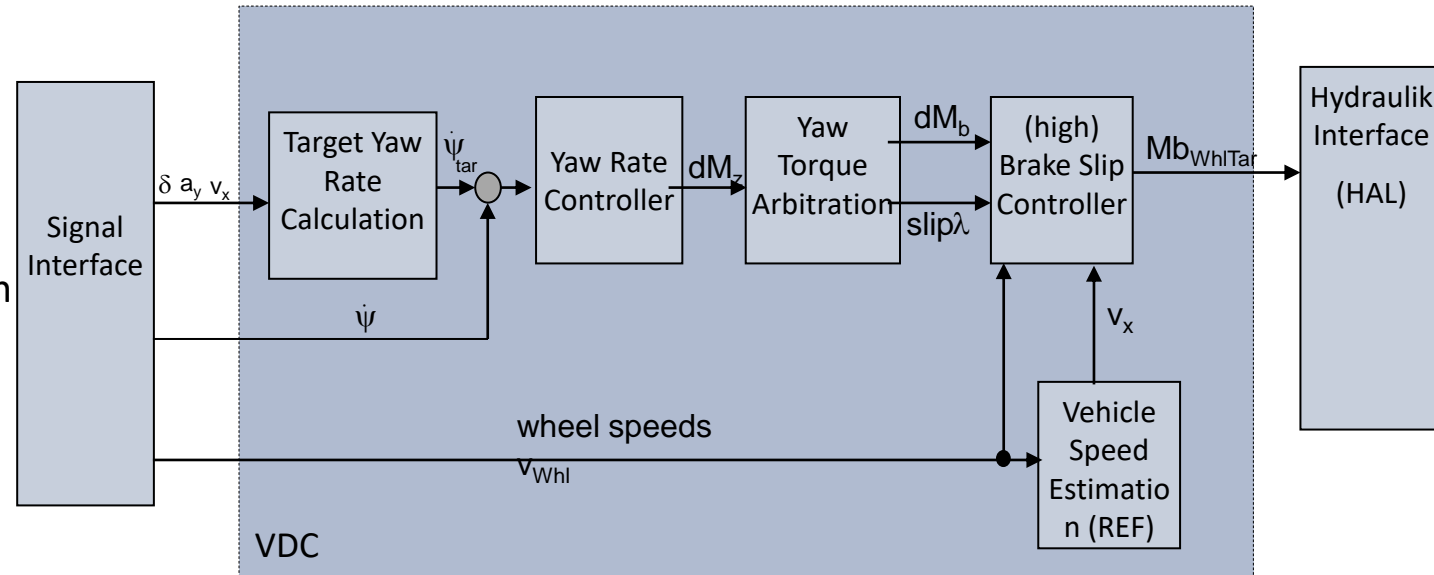 n
Signal
Interface
δ a_y v_x
Target Yaw
Rate
Calculation
ψ̇_tar
ψ̇
Yaw Rate
Controller
dM_z
Yaw
Torque
Arbitration
dM_b
slipλ
(high)
Brake Slip
Controller
Mb_WhlTar
Hydraulik
Interface
(HAL)
v_x
wheel speeds
v_Whl
Vehicle
Speed
Estimatio
n (REF)
VDC